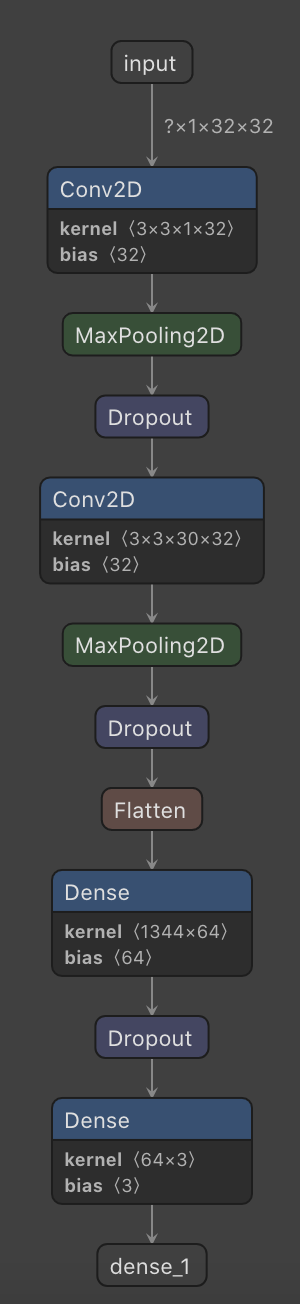 input
?×1×32×32
Conv2D
kernel ⟨3×3×1×32⟩
bias ⟨32⟩
MaxPooling2D
Dropout
Conv2D
kernel ⟨3×3×30×32⟩
bias ⟨32⟩
MaxPooling2D
Dropout
Flatten
Dense
kernel ⟨1344×64⟩
bias ⟨64⟩
Dropout
Dense
kernel ⟨64×3⟩
bias ⟨3⟩
dense_1